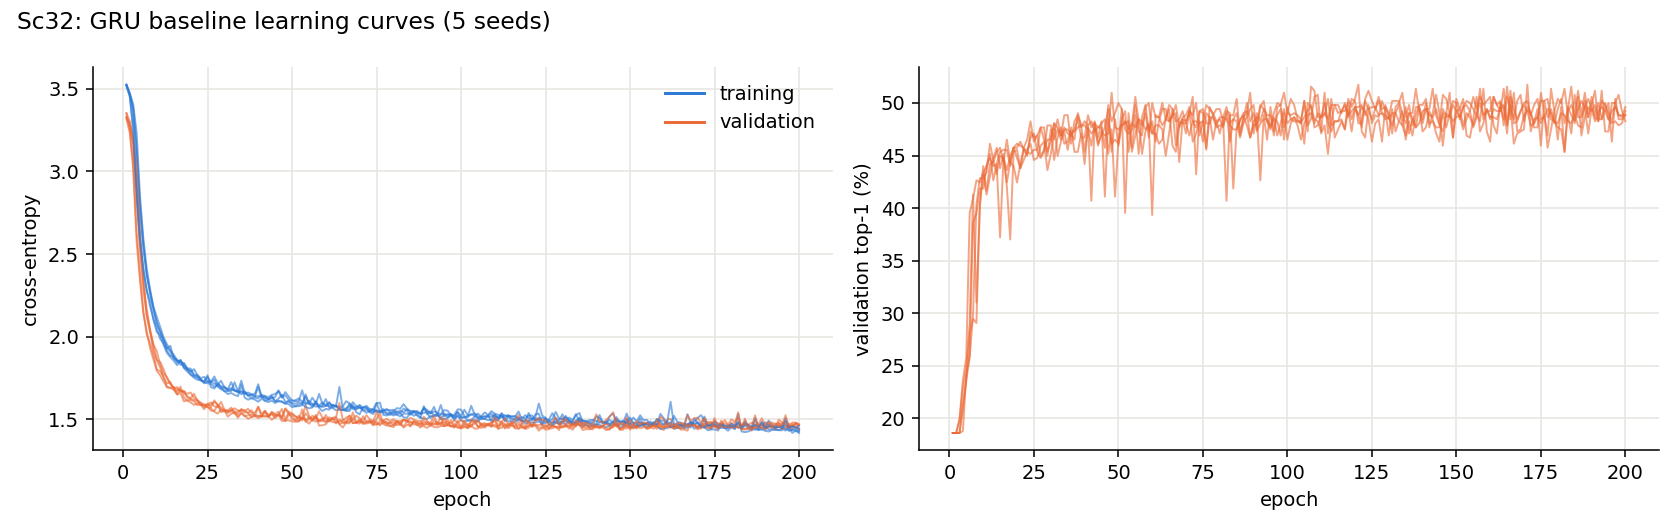 Sc32: GRU baseline learning curves (5 seeds)
training
validation
cross-entropy
3.5
3.0
2.5
2.0
1.5
0 25 50 75 100 125 150 175 200
epoch
validation top-1 (%)
50
45
40
35
30
25
20
0 25 50 75 100 125 150 175 200
epoch